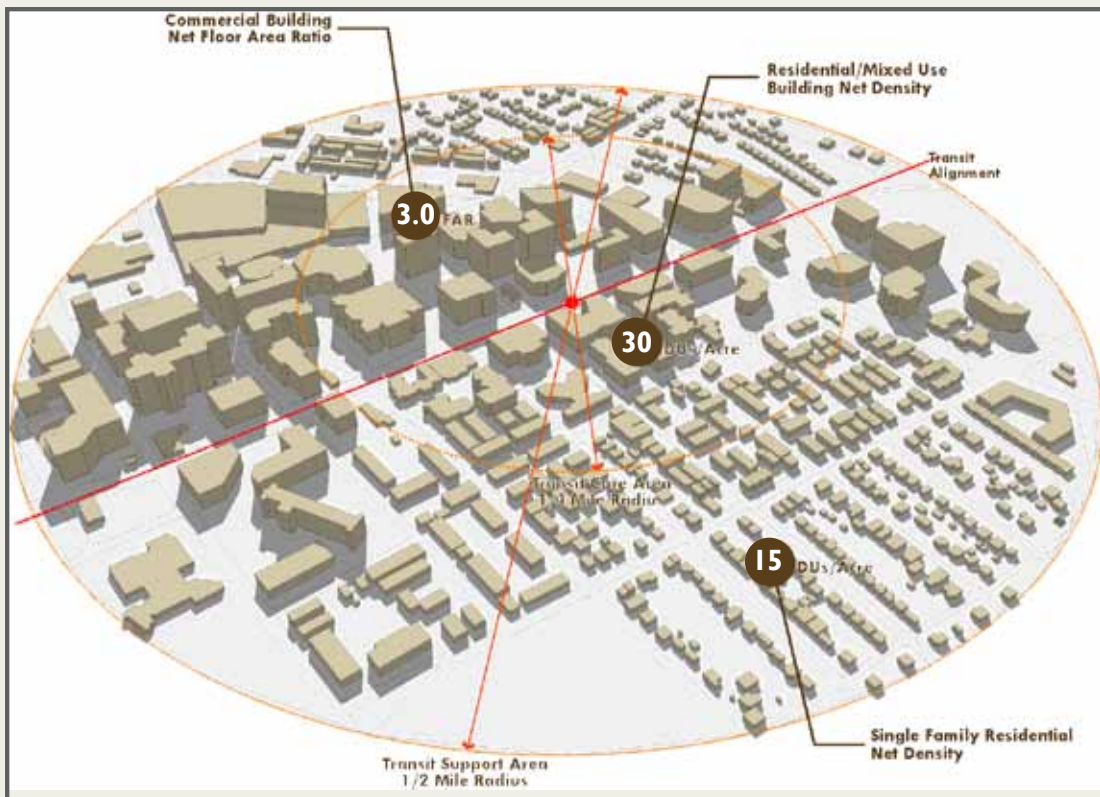 Commercial Building
Net Floor Area Ratio
Residential/Mixed Use
Building Net Density
Transit
Alignment
3.0 FAR
30 DUs/Acre
Transit Core Area
1/4 Mile Radius
15 DUs/Acre
Single Family Residential
Net Density
Transit Support Area
1/2 Mile Radius